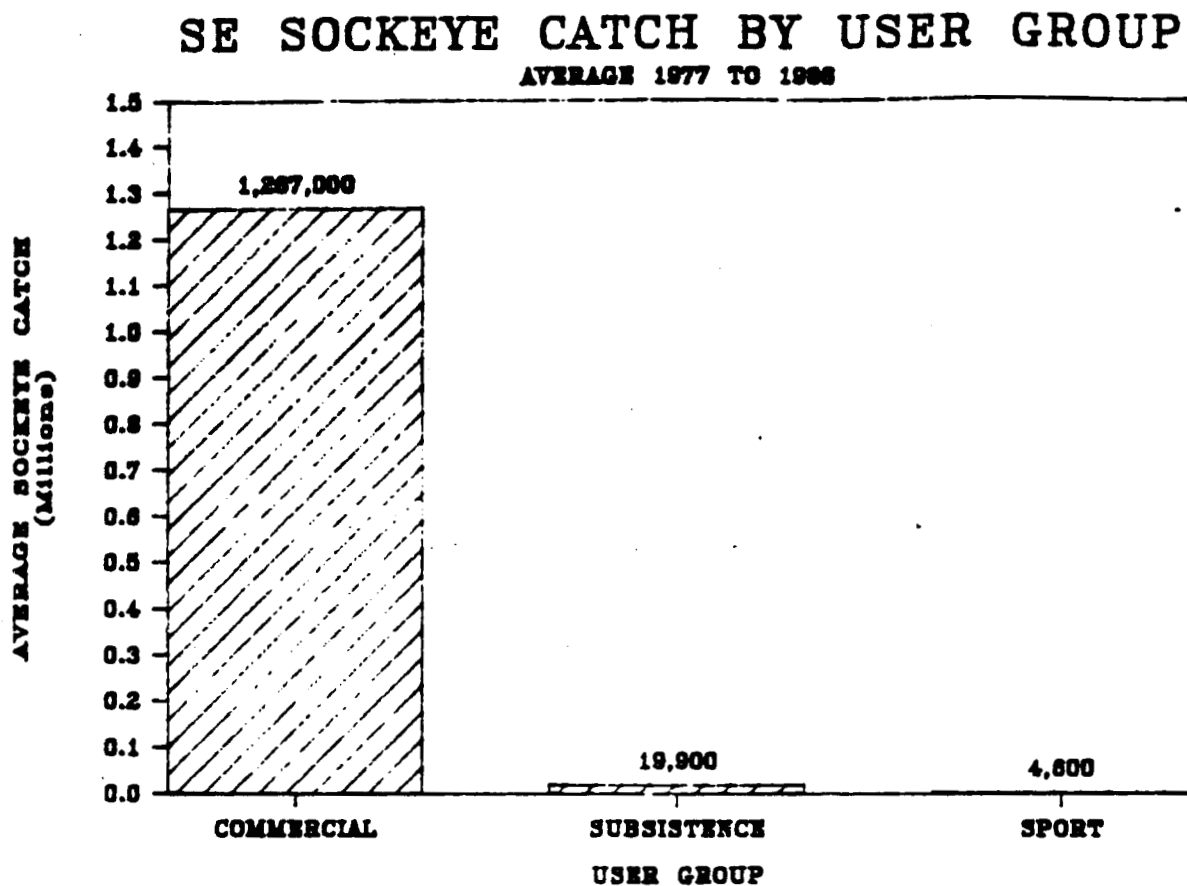 SE SOCKEYE CATCH BY USER GROUP
AVERAGE 1977 TO 1986
AVERAGE SOCKEYE CATCH
(Millions)
1.5
1.4
1.3
1.2
1.1
1.0
0.9
0.8
0.7
0.6
0.5
0.4
0.3
0.2
0.1
0.0
1,267,000
19,900
COMMERCIAL
SUBSISTENCE
SPORT
USER GROUP